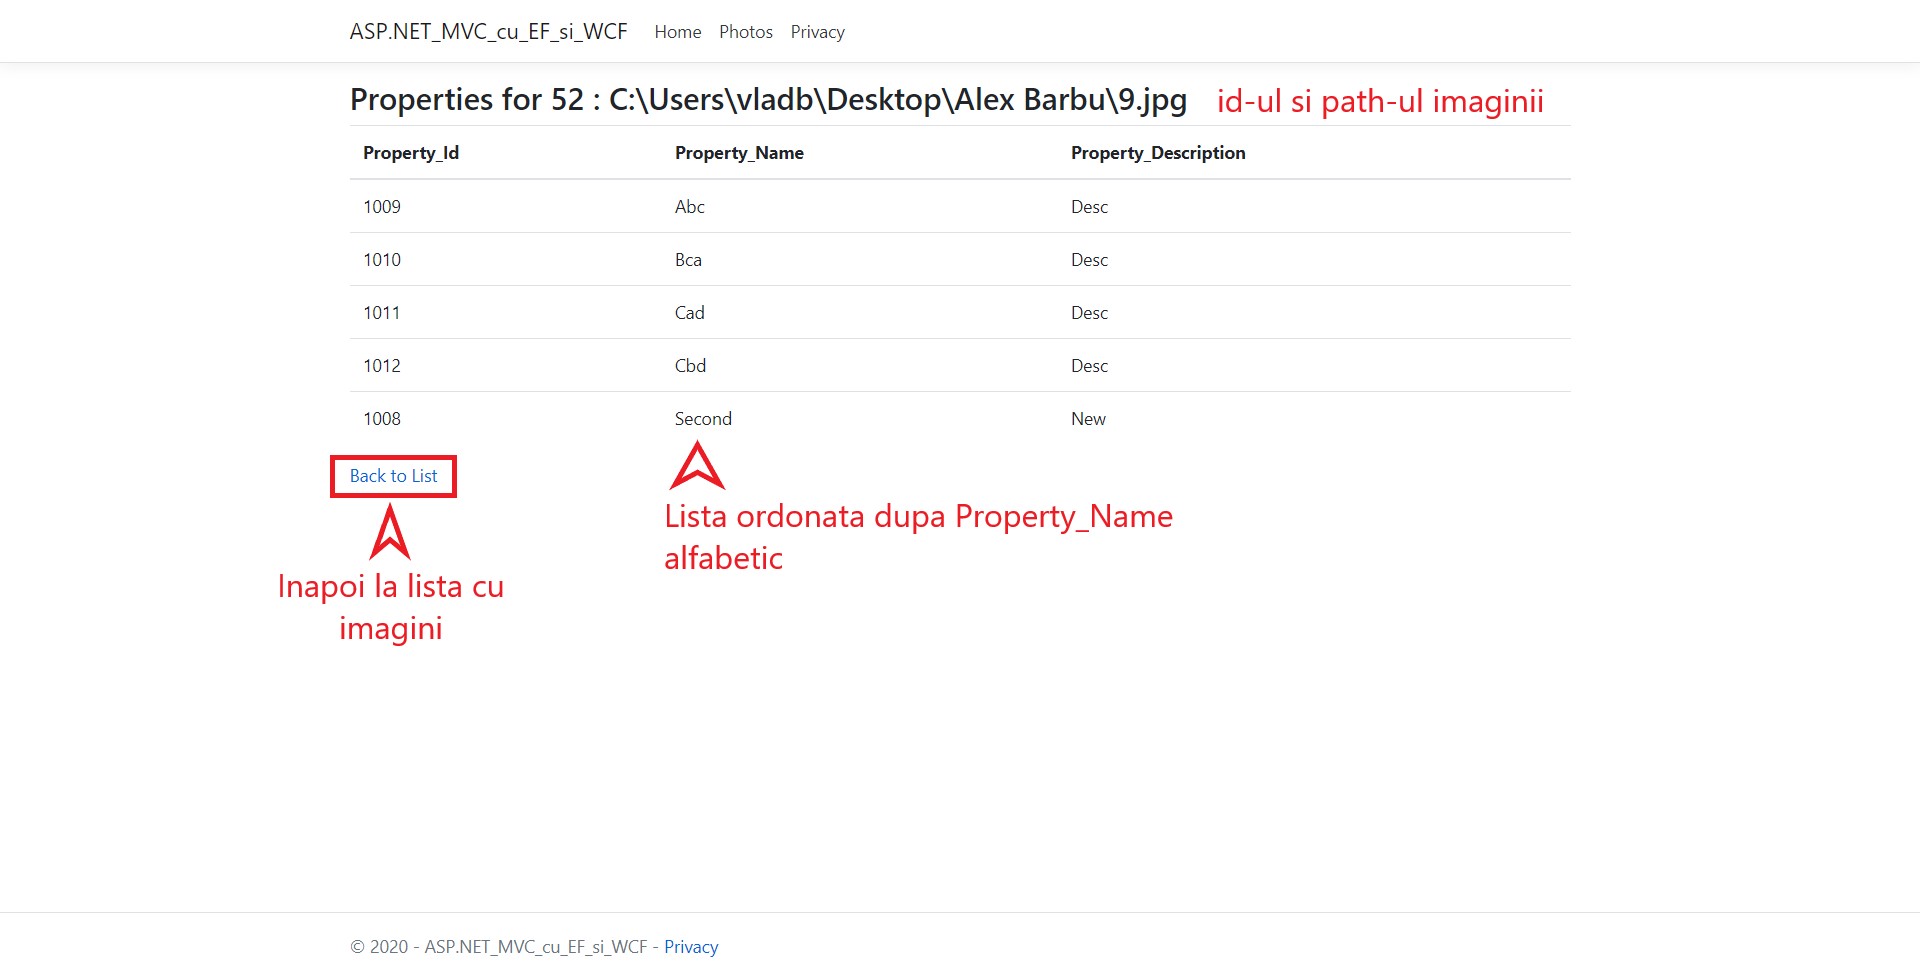 ASP.NET_MVC_cu_EF_si_WCF Home Photos Privacy
Properties for 52 : C:\Users\vladb\Desktop\Alex Barbu\9.jpg id-ul si path-ul imaginii
Property_Id Property_Name Property_Description
1009 Abc Desc
1010 Bca Desc
1011 Cad Desc
1012 Cbd Desc
1008 Second New
Back to List
Lista ordonata dupa Property_Name
alfabetic
Inapoi la lista cu
imagini
© 2020 - ASP.NET_MVC_cu_EF_si_WCF - Privacy